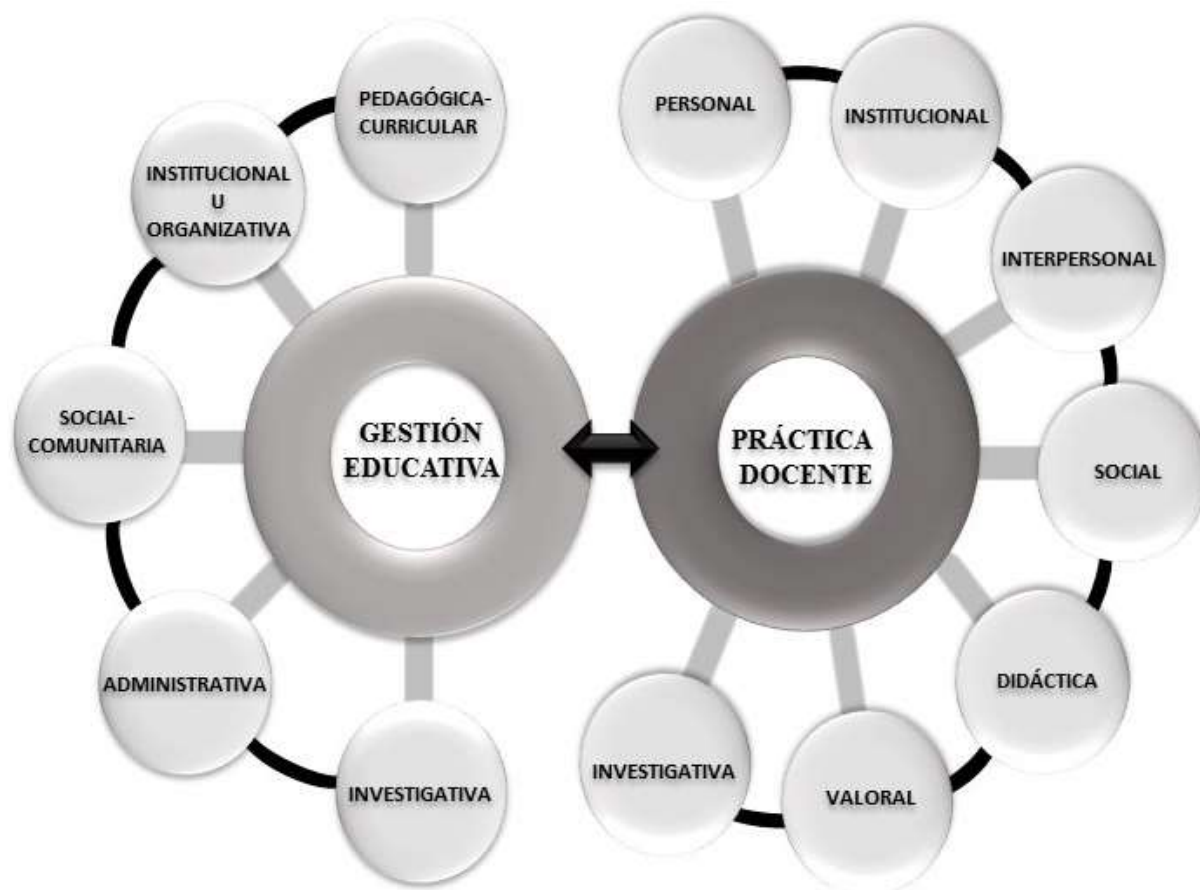 PEDAGÓGICA-
CURRICULAR
INSTITUCIONAL
U
ORGANIZATIVA
SOCIAL-
COMUNITARIA
ADMINISTRATIVA
INVESTIGATIVA
GESTIÓN
EDUCATIVA
PRÁCTICA
DOCENTE
PERSONAL
INSTITUCIONAL
INTERPERSONAL
SOCIAL
DIDÁCTICA
VALORAL
INVESTIGATIVA